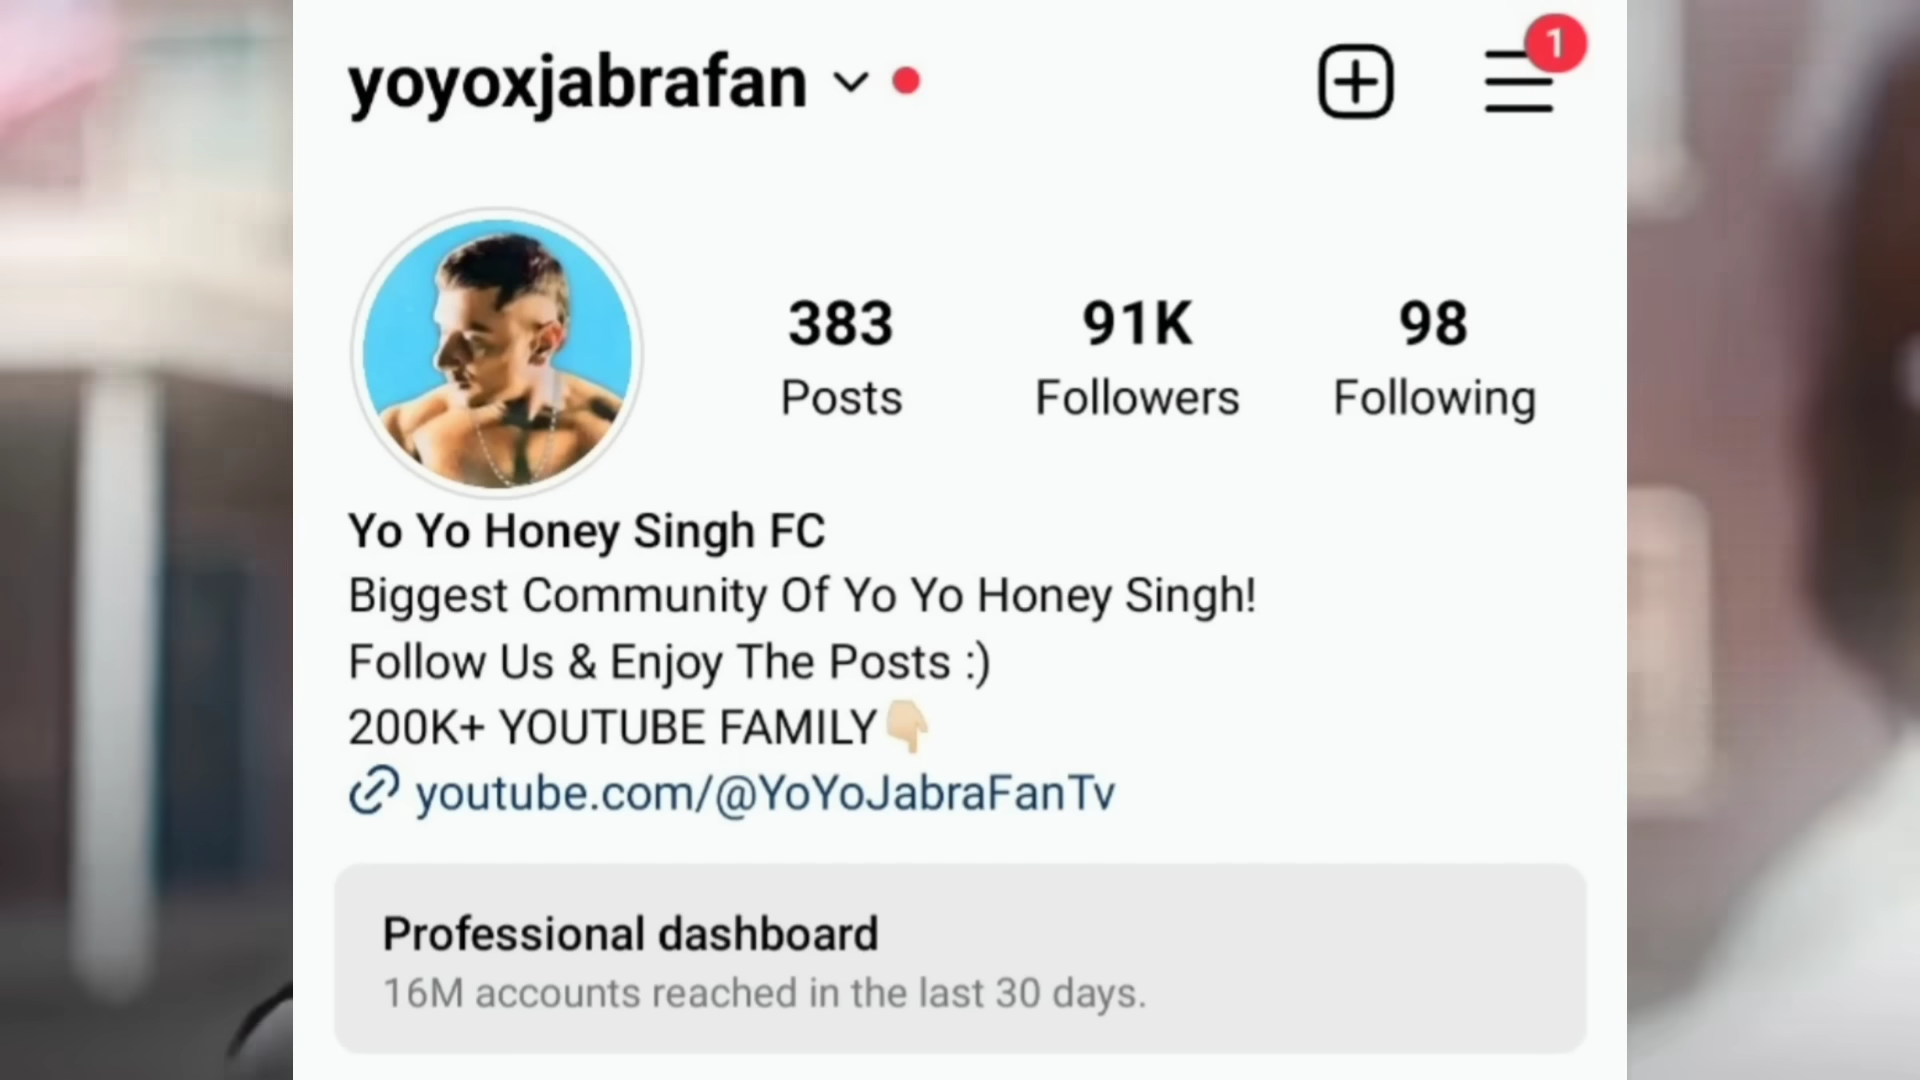 yoyoxjabrafan
1
383 91K 98
Posts Followers Following
Yo Yo Honey Singh FC
Biggest Community Of Yo Yo Honey Singh!
Follow Us & Enjoy The Posts :)
200K+ YOUTUBE FAMILY👇🏻
youtube.com/@YoYoJabraFanTv
Professional dashboard
16M accounts reached in the last 30 days.